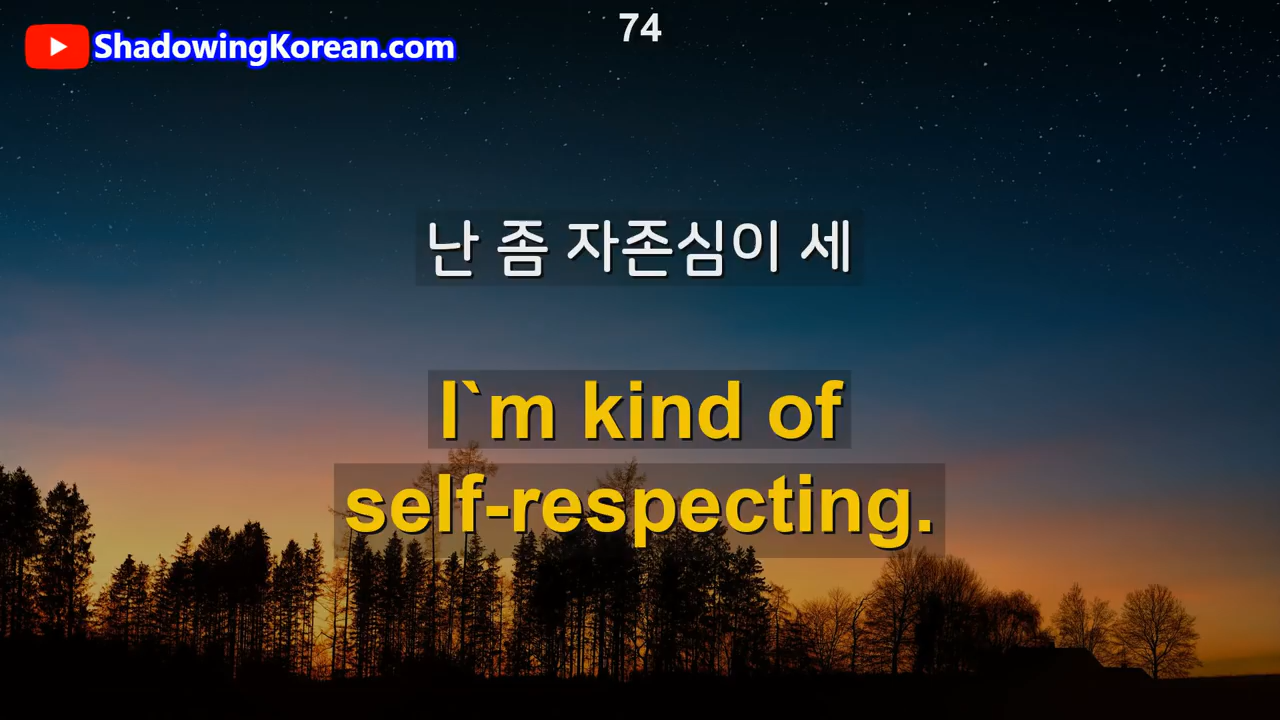 74
ShadowingKorean.com
난 좀 자존심이 세
I`m kind of
self-respecting.